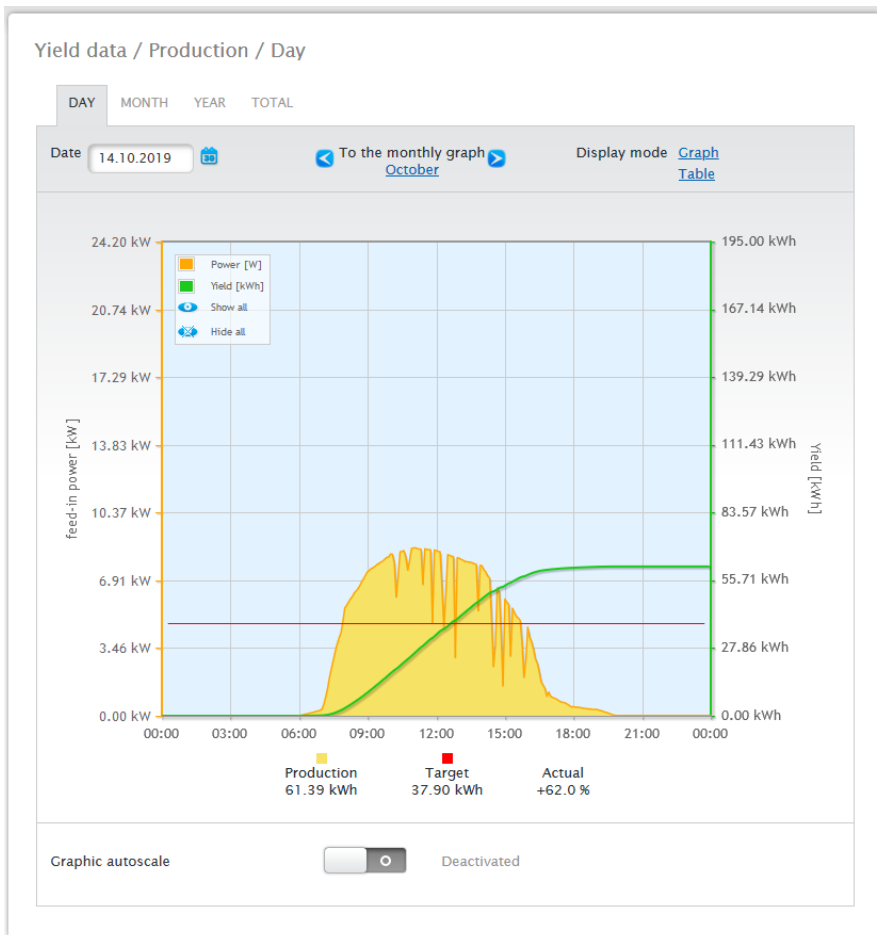 Yield data / Production / Day
DAY MONTH YEAR TOTAL
Date 14.10.2019 30 To the monthly graph Display mode Graph
October Table
24.20 kW 195.00 kWh
Power [W]
Yield [kWh]
Show all
Hide all
20.74 kW 167.14 kWh
17.29 kW 139.29 kWh
13.83 kW 111.43 kWh
10.37 kW 83.57 kWh
6.91 kW 55.71 kWh
3.46 kW 27.86 kWh
0.00 kW 0.00 kWh
feed-in power [kW]
Yield [kWh]
00:00 03:00 06:00 09:00 12:00 15:00 18:00 21:00 00:00
Production Target Actual
61.39 kWh 37.90 kWh +62.0 %
Graphic autoscale Deactivated